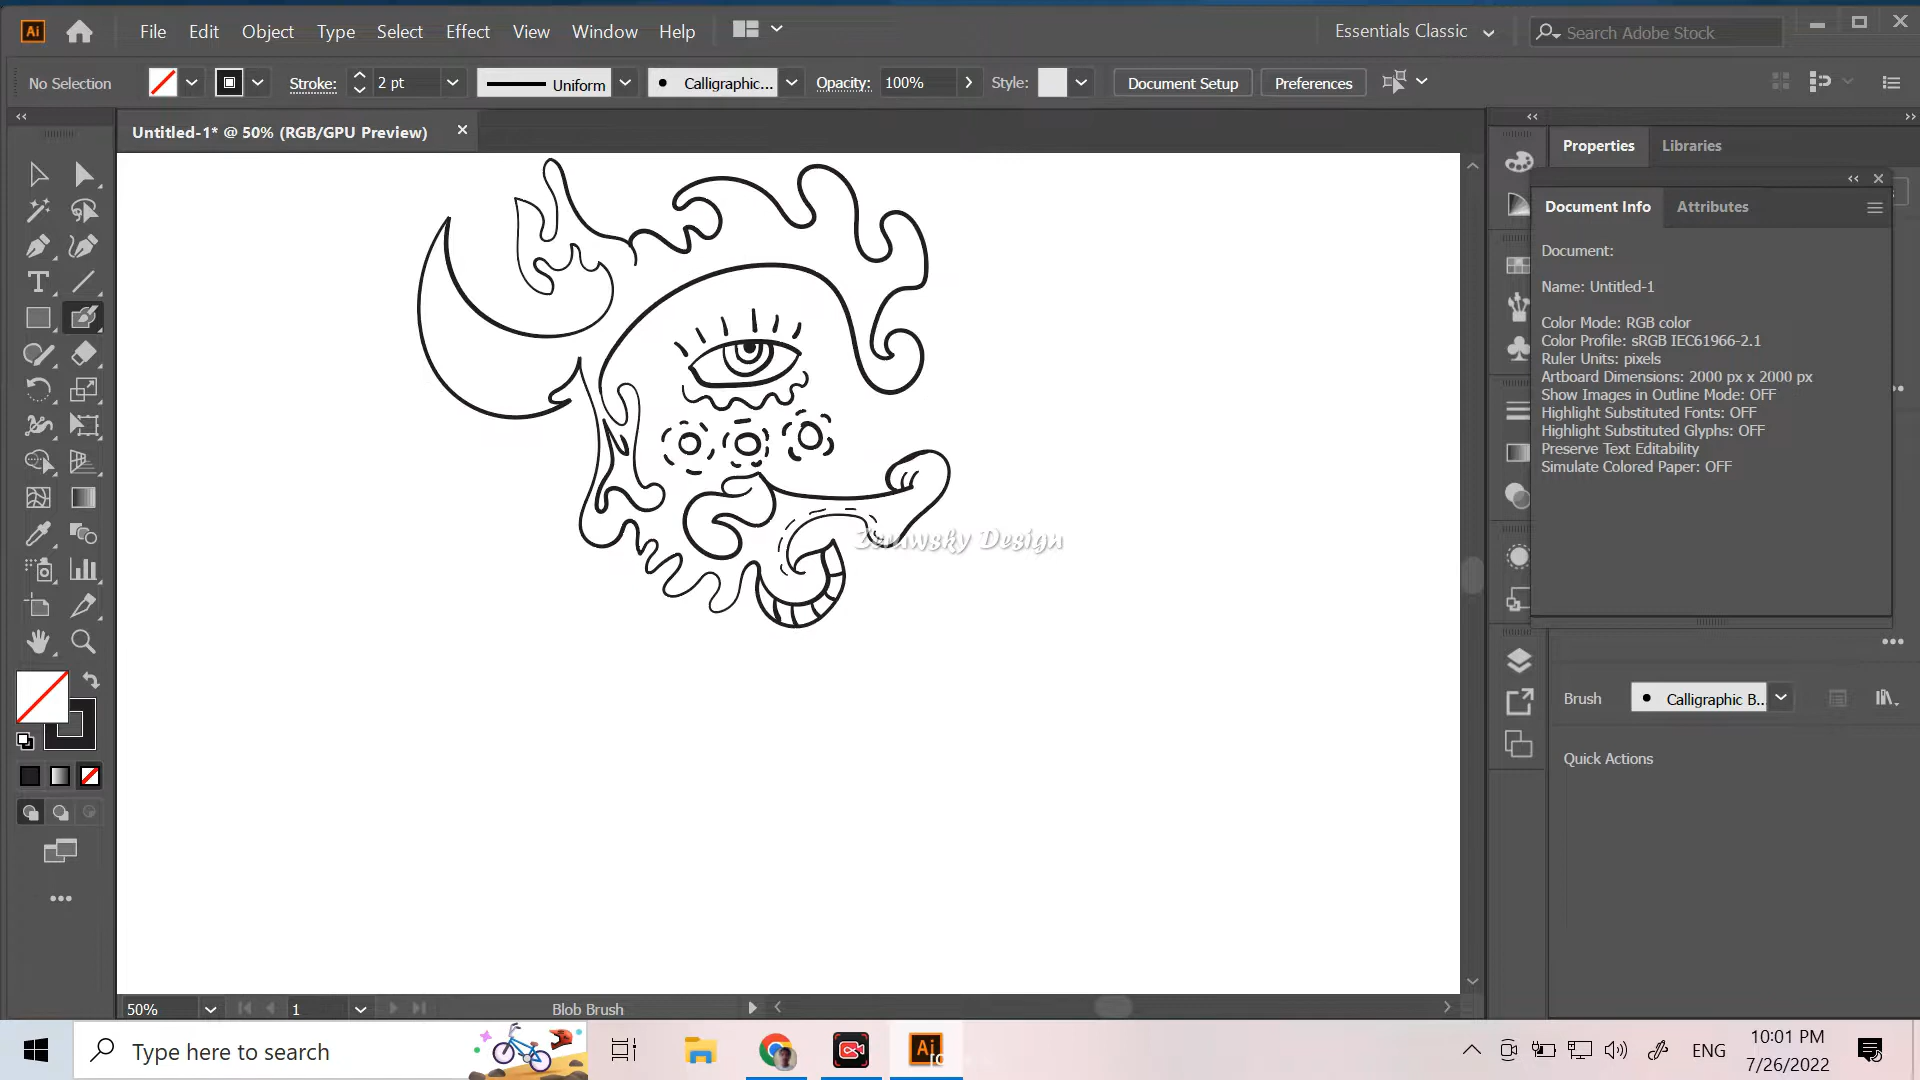 Ai File Edit Object Type Select Effect View Window Help Essentials Classic Search Adobe Stock
No Selection Stroke: 2 pt Uniform Calligraphic... Opacity: 100% Style: Document Setup Preferences
Untitled-1* @ 50% (RGB/GPU Preview)
Properties Libraries
Document Info Attributes
Document:
Name: Untitled-1
Color Mode: RGB color
Color Profile: sRGB IEC61966-2.1
Ruler Units: pixels
Artboard Dimensions: 2000 px x 2000 px
Show Images in Outline Mode: OFF
Highlight Substituted Fonts: OFF
Highlight Substituted Glyphs: OFF
Preserve Text Editability
Simulate Colored Paper: OFF
Design
Brush Calligraphic B...
Quick Actions
50% 1 Blob Brush
Type here to search
Ai
ENG
10:01 PM
7/26/2022